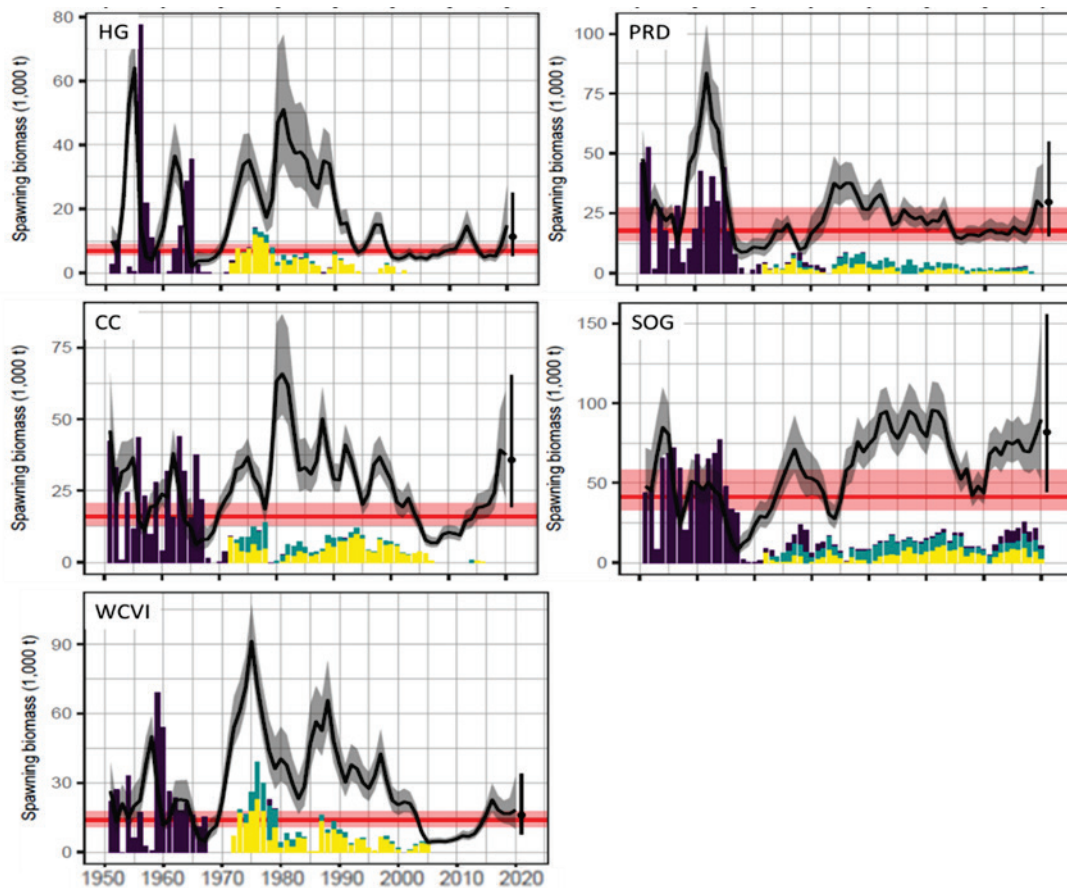 HG
Spawning biomass (1,000 t)
80
60
40
20
0
PRD
Spawning biomass (1,000 t)
100
75
50
25
0
CC
Spawning biomass (1,000 t)
75
50
25
0
SOG
Spawning biomass (1,000 t)
150
100
50
0
WCVI
Spawning biomass (1,000 t)
90
60
30
0
1950 1960 1970 1980 1990 2000 2010 2020